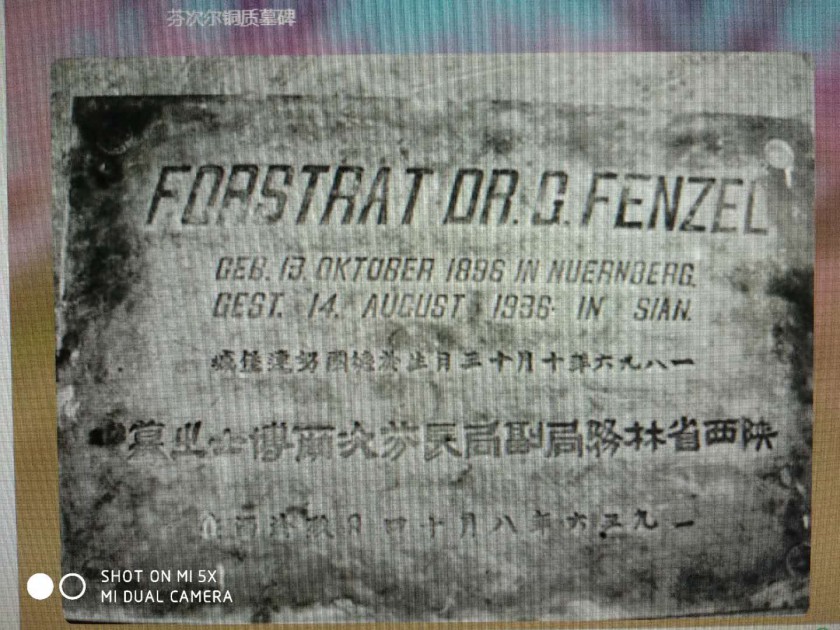 芬次尔铜质墓碑
FORSTRAT DR. G. FENZEL
GEB. 13. OKTOBER 1896 IN NUERNBERG.
GEST. 14. AUGUST 1936 IN SIAN.
一八九六年十月十三日生於德國努連堡城
陝西省林務局副局長芬次爾博士之墓
一九三六年八月十四日歿於西安
SHOT ON MI 5X
MI DUAL CAMERA